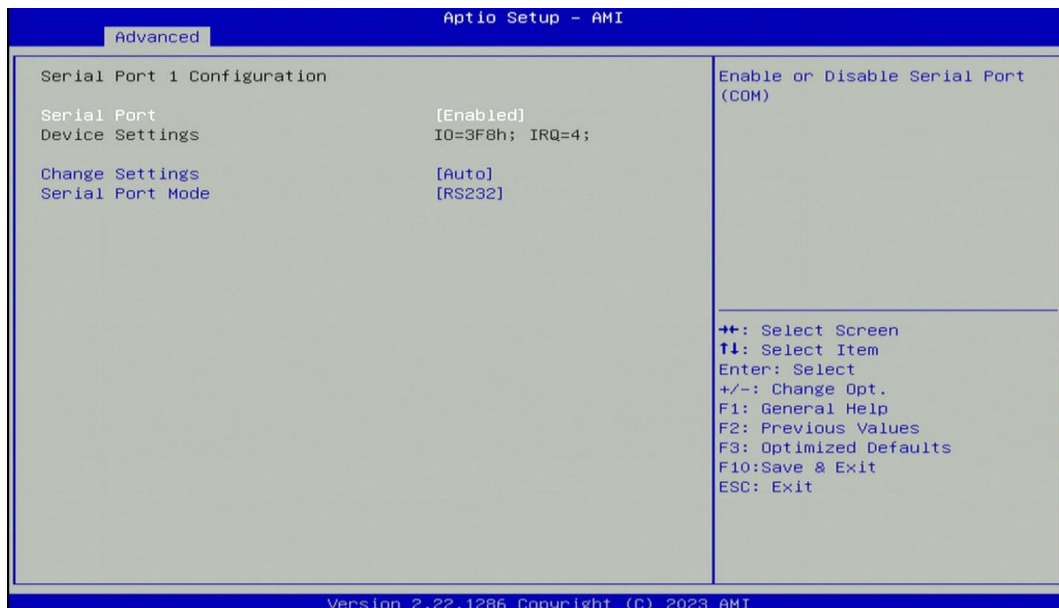 Aptio Setup - AMI
Advanced
Serial Port 1 Configuration
Serial Port [Enabled]
Device Settings IO=3F8h; IRQ=4;
Change Settings [Auto]
Serial Port Mode [RS232]
Enable or Disable Serial Port
(COM)
→←: Select Screen
↑↓: Select Item
Enter: Select
+/-: Change Opt.
F1: General Help
F2: Previous Values
F3: Optimized Defaults
F10:Save & Exit
ESC: Exit
Version 2.22.1286 Copyright (C) 2023 AMI